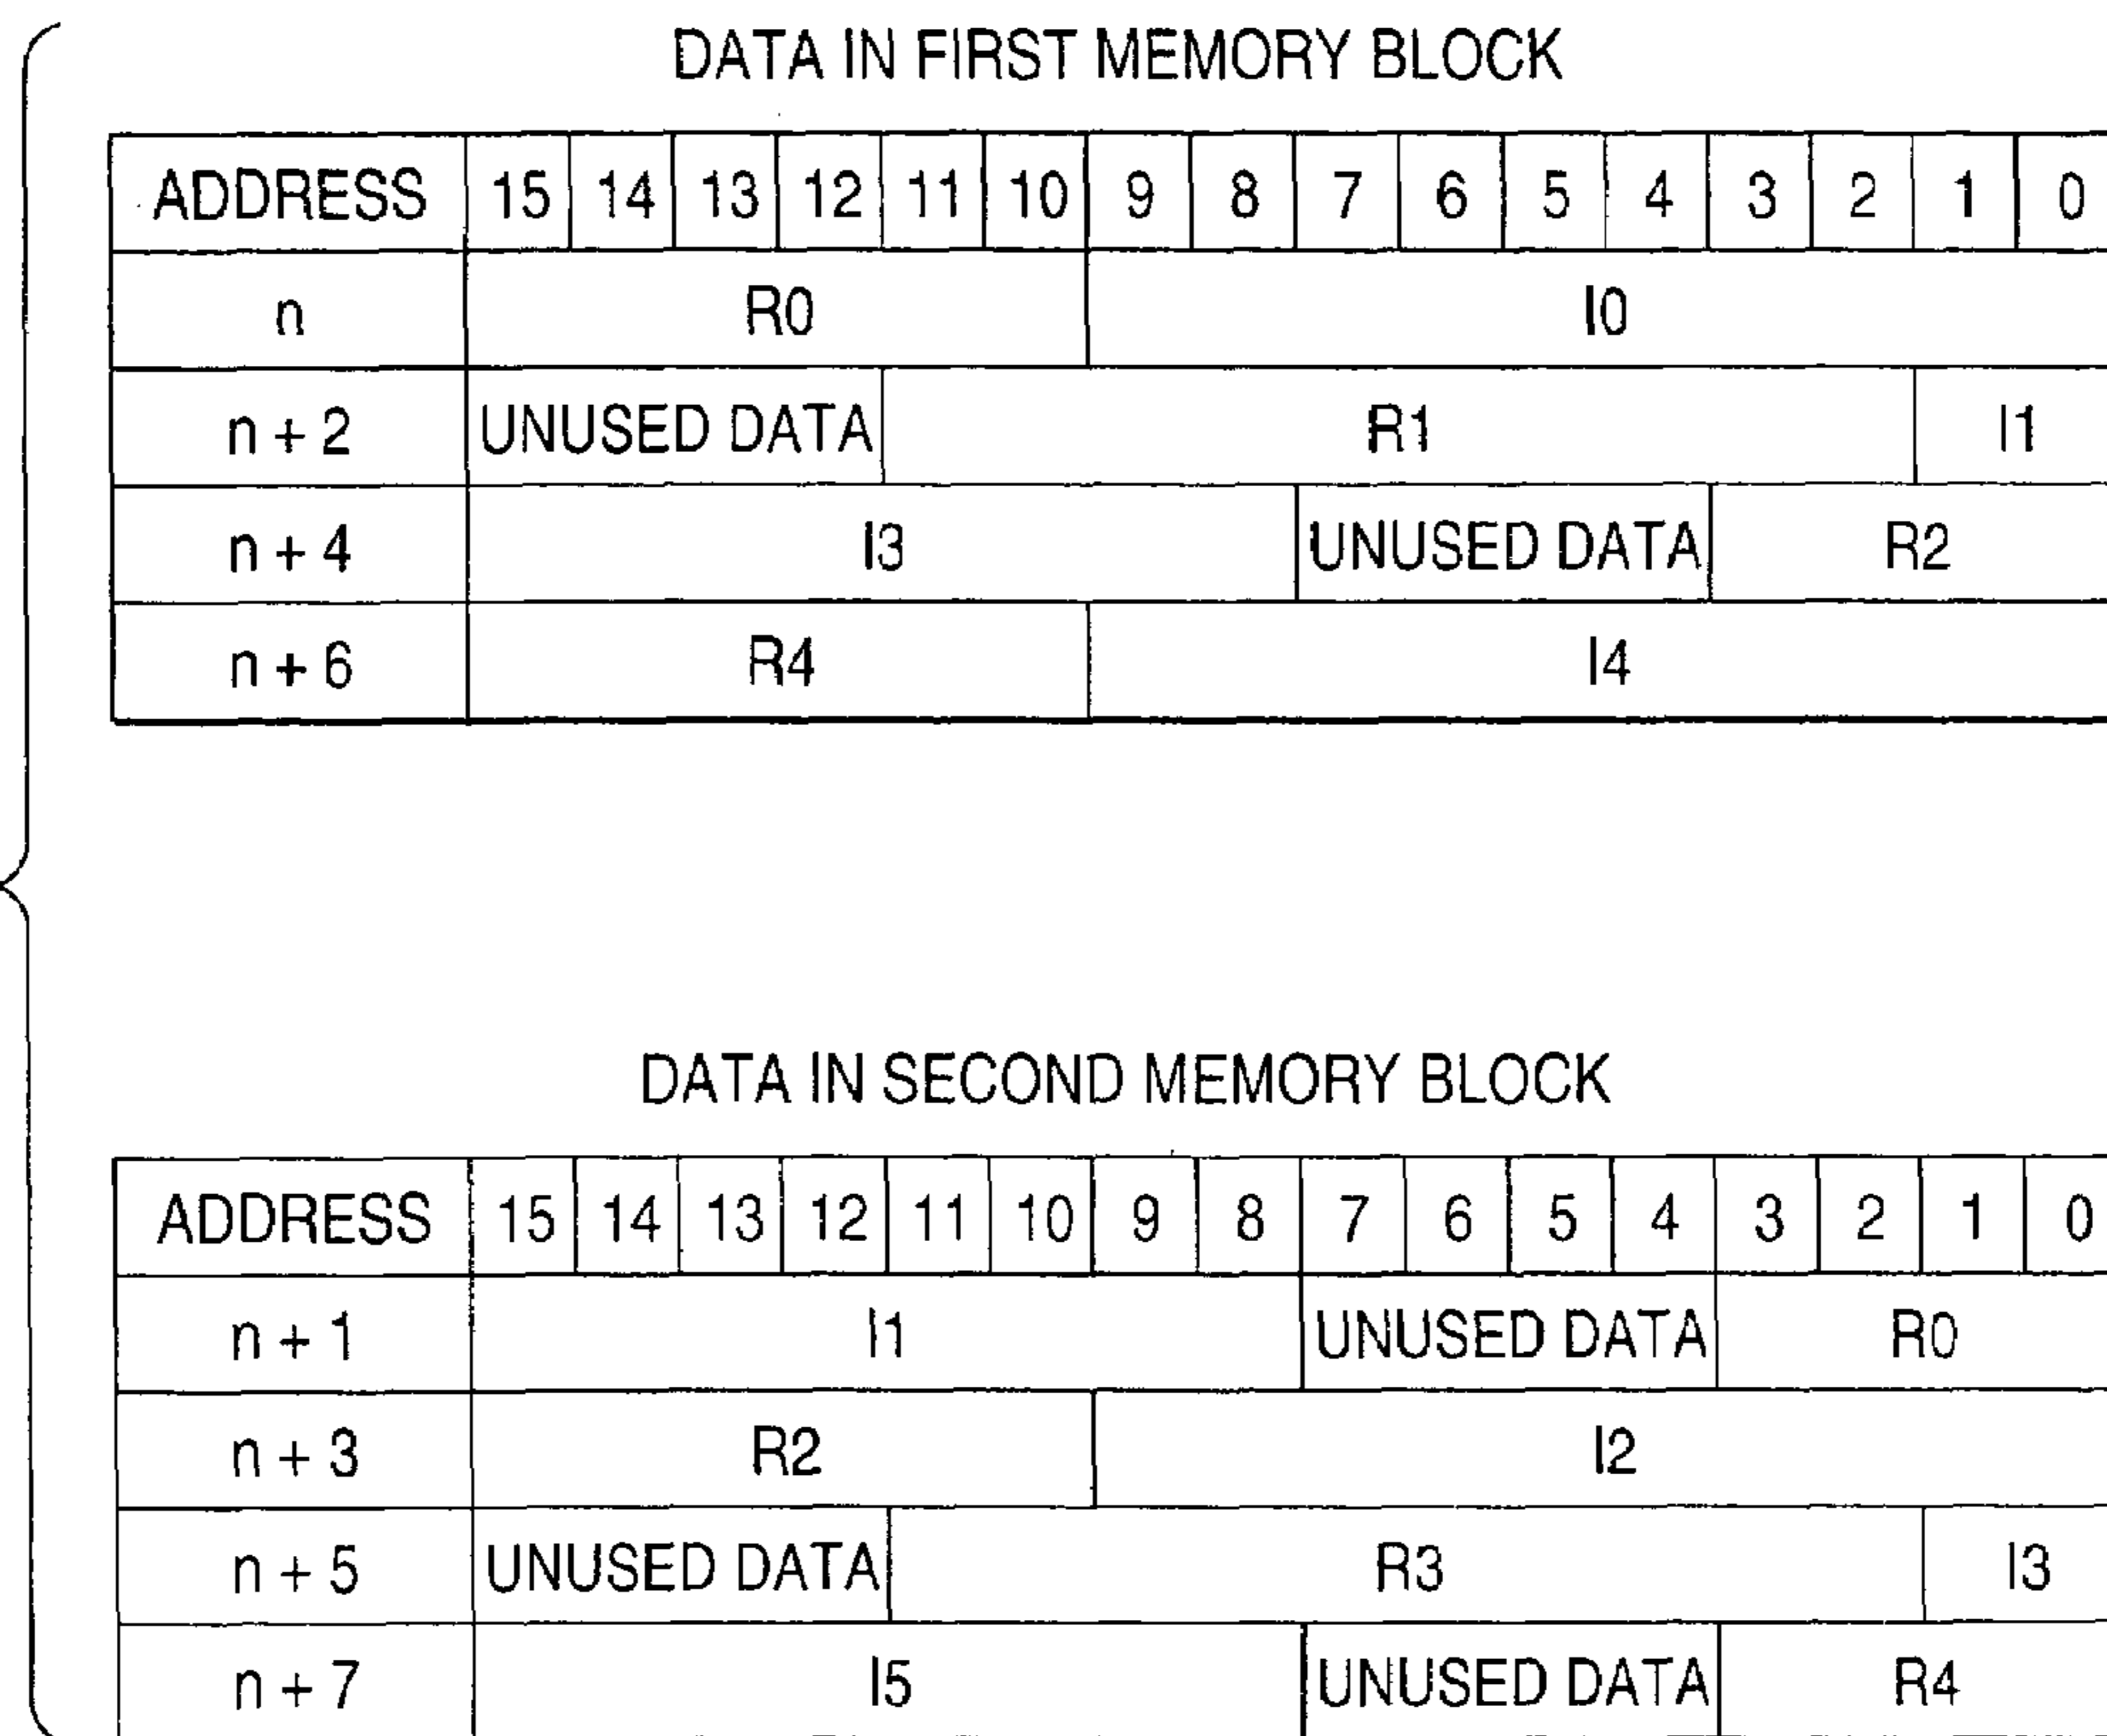 DATA IN FIRST MEMORY BLOCK
ADDRESS 15 14 13 12 11 10 9 8 7 6 5 4 3 2 1 0
n R0 I0
n + 2 UNUSED DATA R1 I1
n + 4 I3 UNUSED DATA R2
n + 6 R4 I4
DATA IN SECOND MEMORY BLOCK
ADDRESS 15 14 13 12 11 10 9 8 7 6 5 4 3 2 1 0
n + 1 I1 UNUSED DATA R0
n + 3 R2 I2
n + 5 UNUSED DATA R3 I3
n + 7 I5 UNUSED DATA R4